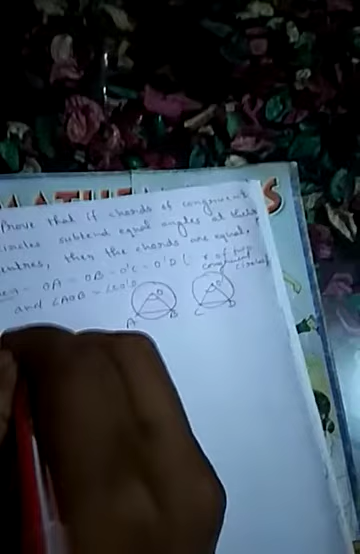 Prove that if chords of congruent
circles subtend equal angles at their
centres, then the chords are equal.
OA = OB = O'C = O'D ( r of two
congruent circles)
and ∠AOB = ∠CO'D
O
O'
A B C D